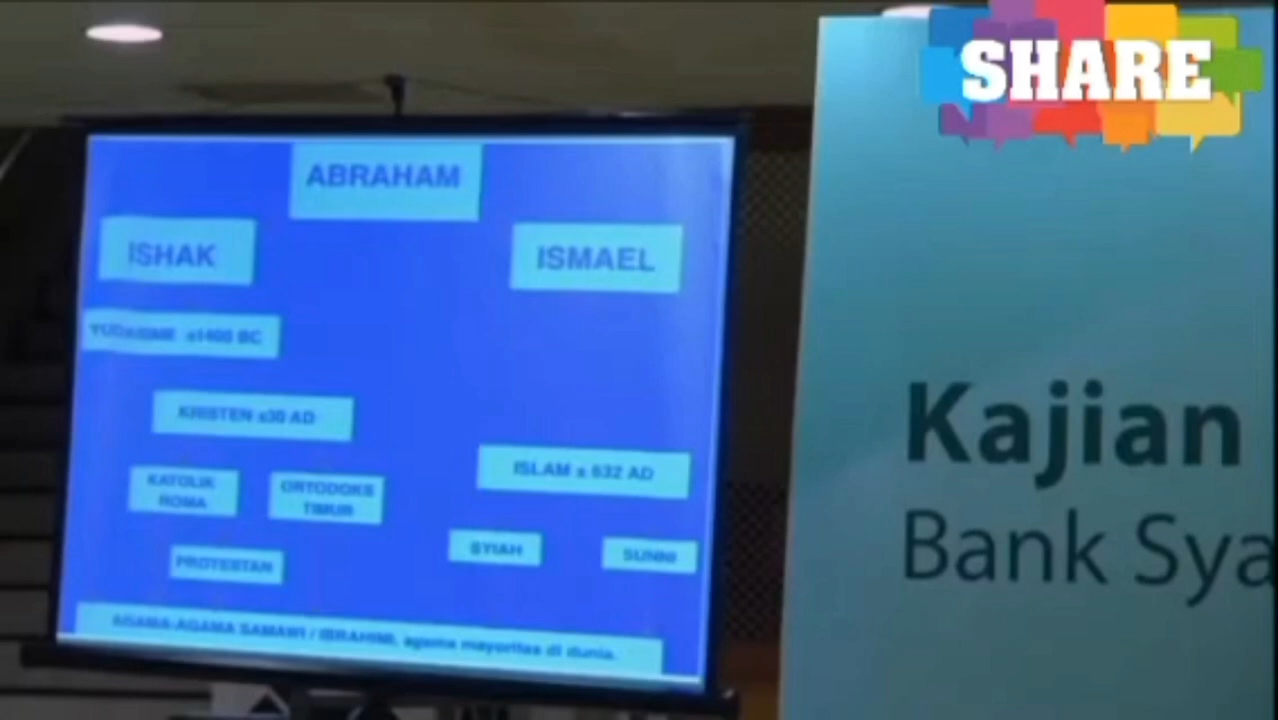 SHARE
ABRAHAM
ISHAK
ISMAEL
±1400 BC
KRISTEN ±30 AD
ISLAM ± 632 AD
KATOLIK
ROMA
ORTODOKS
TIMUR
SYIAH
SUNNI
PROTESTAN
AGAMA-AGAMA SAMAWI / IBRAHIMI, agama mayoritas di dunia.
Kajian
Bank Sya